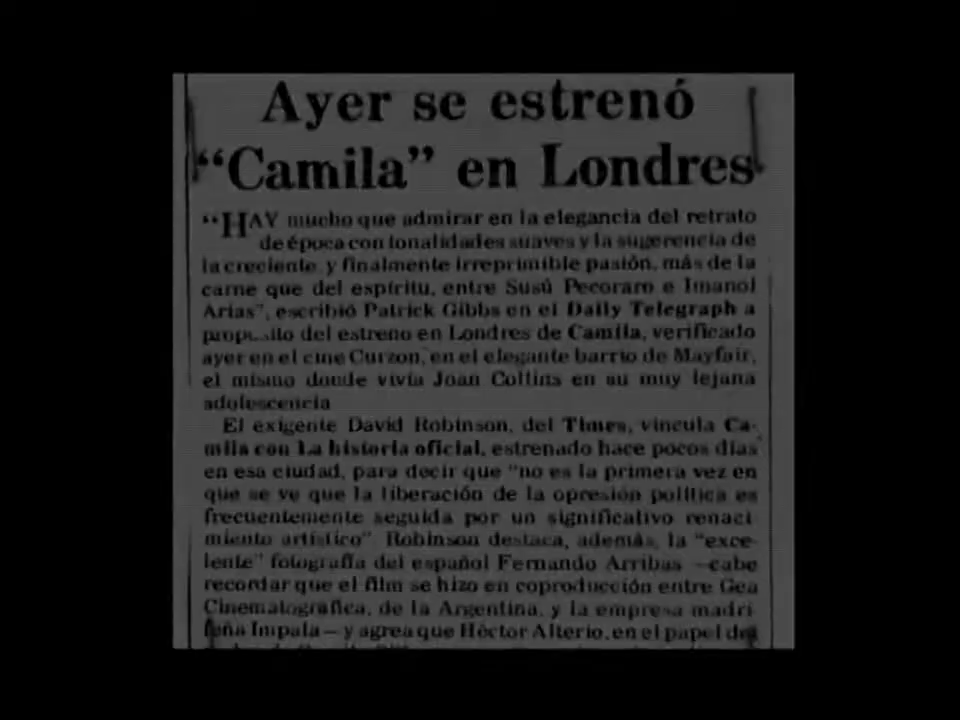 Ayer se estrenó
“Camila” en Londres
“HAY mucho que admirar en la elegancia del retrato
de época con tonalidades suaves y la sugerencia de
la creciente, y finalmente irreprimible pasión, más de la
carne que del espíritu, entre Susú Pecoraro e Imanol
Arias”, escribió Patrick Gibbs en el Daily Telegraph a
propósito del estreno en Londres de Camila, verificado
ayer en el cine Curzon, en el elegante barrio de Mayfair,
el mismo donde vivía Joan Collins en su muy lejana
adolescencia
El exigente David Robinson, del Times, vincula Ca-
mila con La historia oficial, estrenado hace pocos días
en esa ciudad, para decir que “no es la primera vez en
que se ve que la liberación de la opresión política es
frecuentemente seguida por un significativo renaci-
miento artístico”. Robinson destaca, además, la “exce-
lente” fotografía del español Fernando Arribas —cabe
recordar que el film se hizo en coproducción entre Gea
Cinematográfica, de la Argentina, y la empresa madri-
leña Impala— y agrea que Héctor Alterio, en el papel del